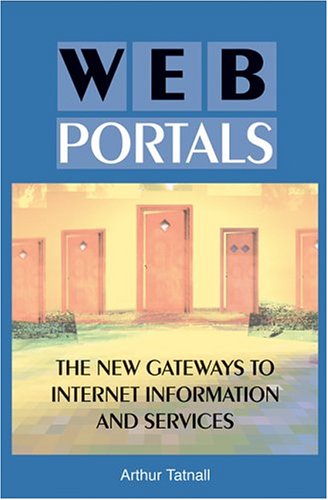 WEB
PORTALS
THE NEW GATEWAYS TO
INTERNET INFORMATION
AND SERVICES
Arthur Tatnall